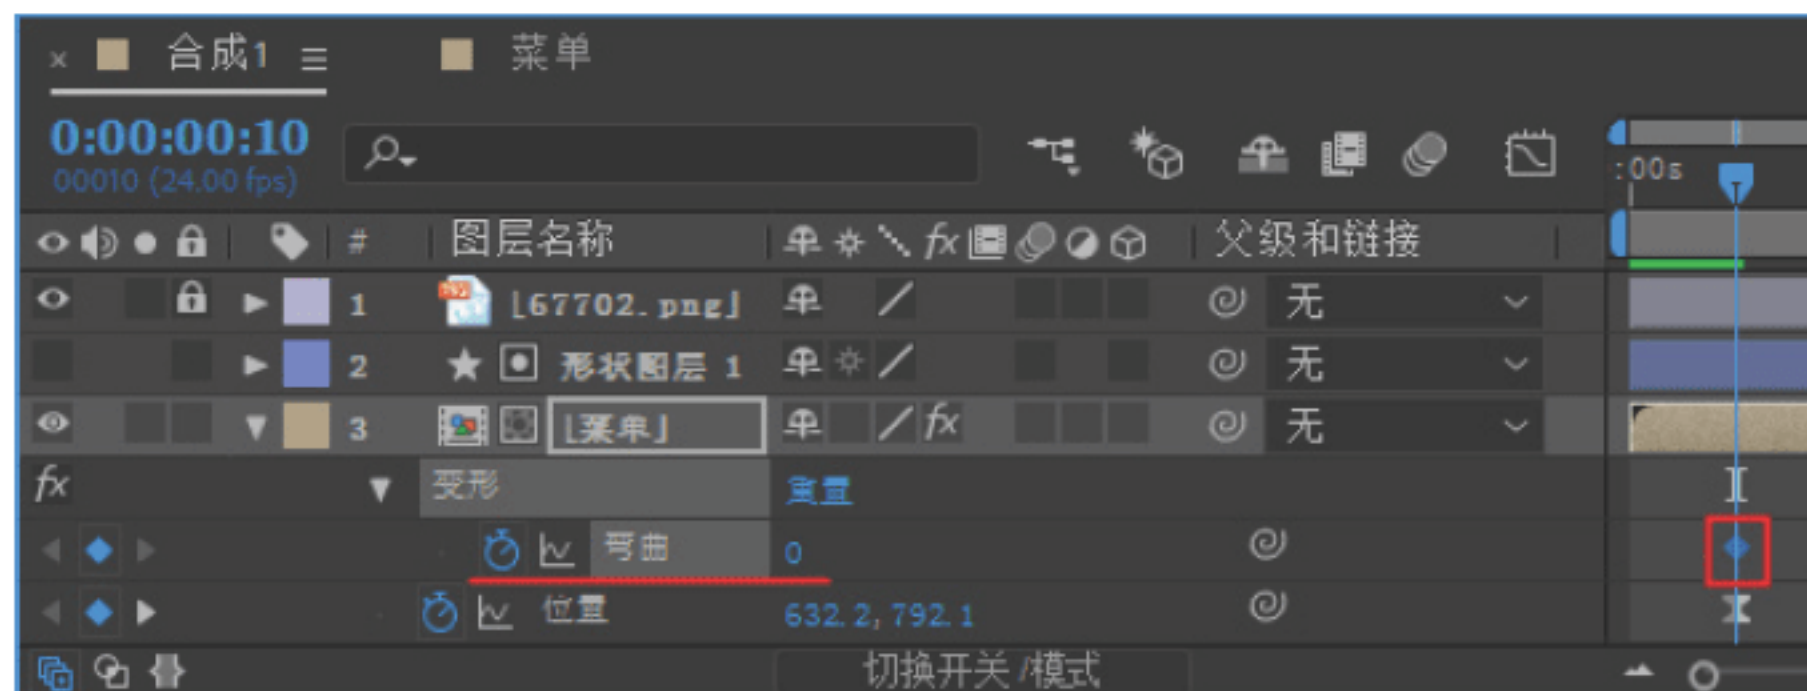 合成1 菜单
0:00:00:10
00010 (24.00 fps)
:00s
# 图层名称 fx 父级和链接
1 [67702.png] 无
2 形状图层 1 无
3 [菜单] fx 无
fx 变形 重置
弯曲 0
位置 632.2,792.1
切换开关/模式